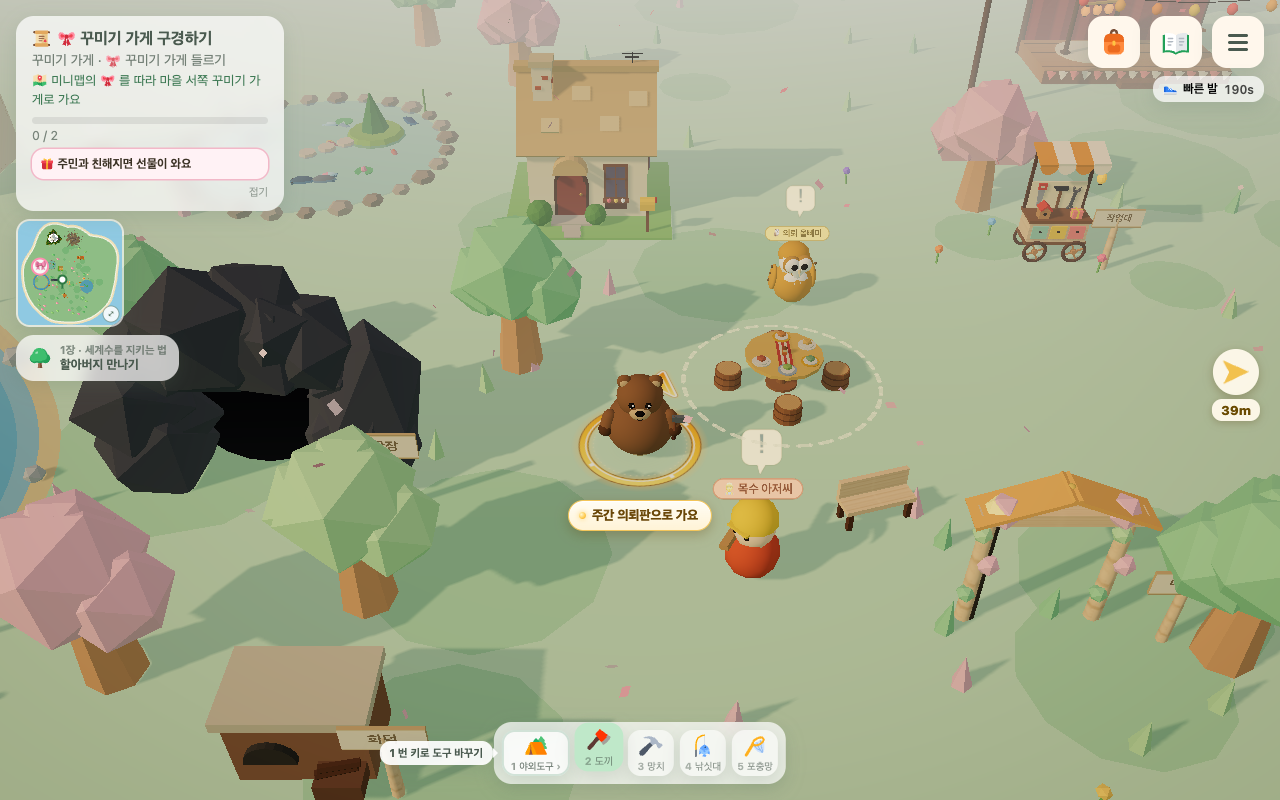 꾸미기 가게 구경하기
꾸미기 가게 · 꾸미기 가게 들르기
미니맵의 를 따라 마을 서쪽 꾸미기 가
게로 가요
0 / 2
주민과 친해지면 선물이 와요
접기
빠른 발 190s
의뢰 올빼미
작업대
1장 · 세계수를 지키는 법
할아버지 만나기
39m
목수 아저씨
주간 의뢰판으로 가요
1 번 키로 도구 바꾸기
1 야외도구 ›
2 도끼
3 망치
4 낚싯대
5 포충망